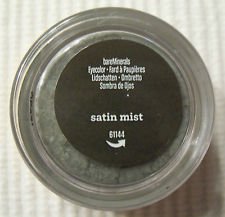 bareMinerals
Eyecolor • Fard à Paupières
Lidschatten • Ombretto
Sombra de Ojos
satin mist
61144